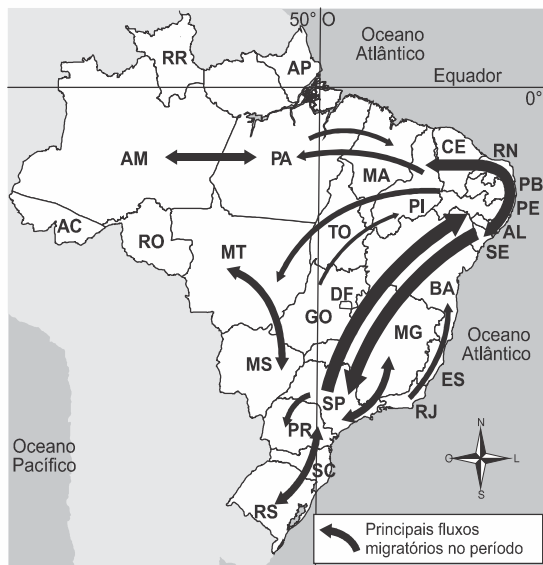 50° O
Oceano
Atlântico
RR
AP
Equador
0°
CE
RN
AM
PA
MA
PB
PE
PI
AL
AC
TO
SE
RO
MT
BA
DF
GO
MG
Oceano
Atlântico
MS
ES
SP
RJ
PR
Oceano
Pacífico
N
O
L
S
SC
RS
Principais fluxos
migratórios no período